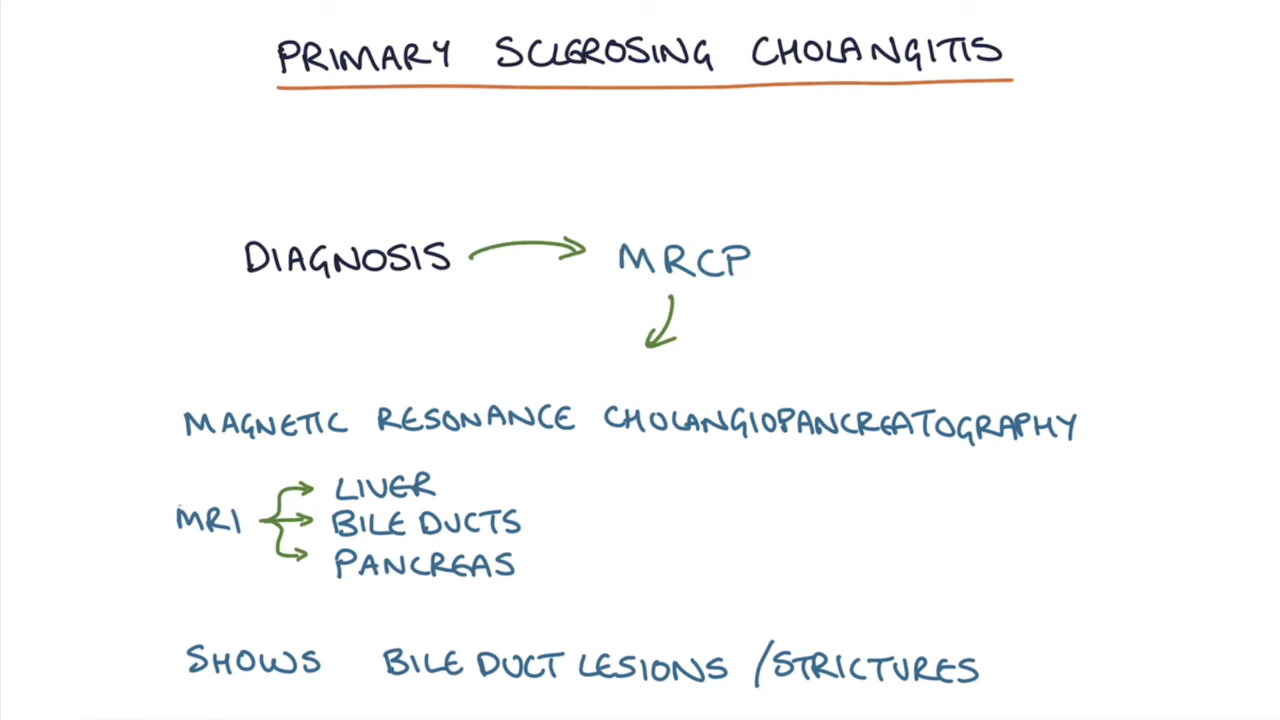 PRIMARY SCLEROSING CHOLANGITIS
DIAGNOSIS MRCP
MAGNETIC RESONANCE CHOLANGIOPANCREATOGRAPHY
LIVER
MRI BILE DUCTS
PANCREAS
SHOWS BILE DUCT LESIONS /STRICTURES